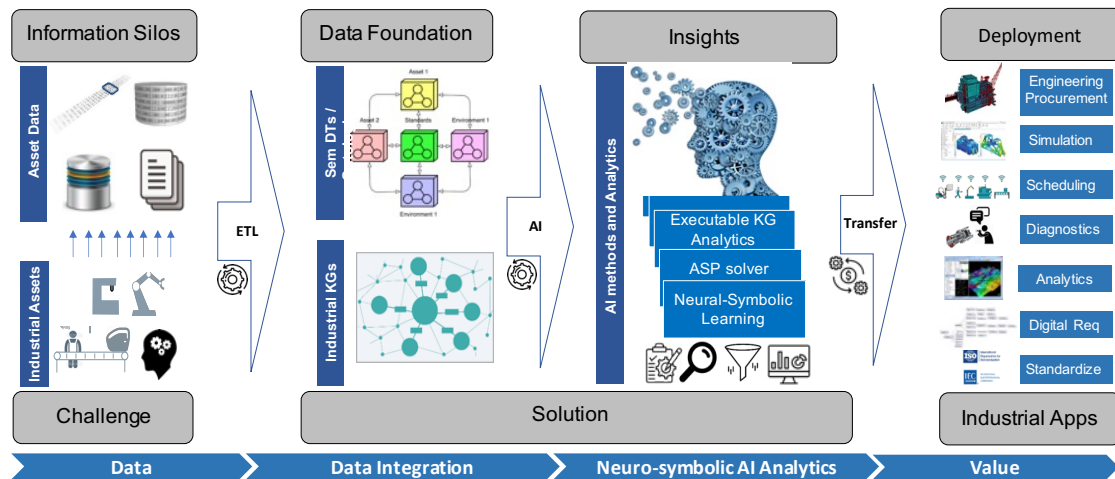 Information Silos
Data Foundation
Insights
Deployment
Asset Data
Industrial Assets
ETL
Sem DTs /
Asset 1
Asset 2
Standards
Environment 1
Environment 1
Industrial KGs
AI
AI methods and Analytics
Executable KG
Analytics
ASP solver
Neural-Symbolic
Learning
Transfer
Engineering
Procurement
Simulation
Scheduling
Diagnostics
Analytics
Digital Req
ISO
IEC
Standardize
Challenge
Solution
Industrial Apps
Data
Data Integration
Neuro-symbolic AI Analytics
Value